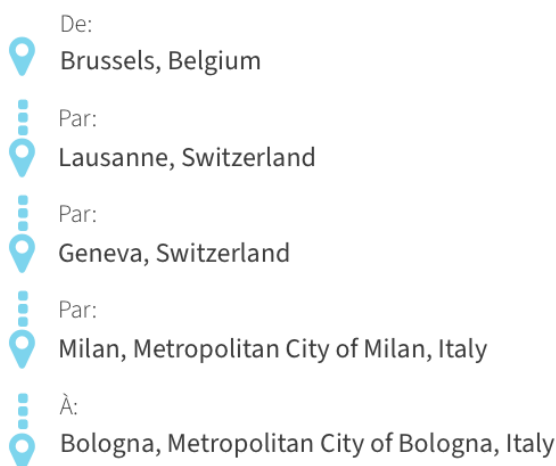 De:
Brussels, Belgium
Par:
Lausanne, Switzerland
Par:
Geneva, Switzerland
Par:
Milan, Metropolitan City of Milan, Italy
À:
Bologna, Metropolitan City of Bologna, Italy